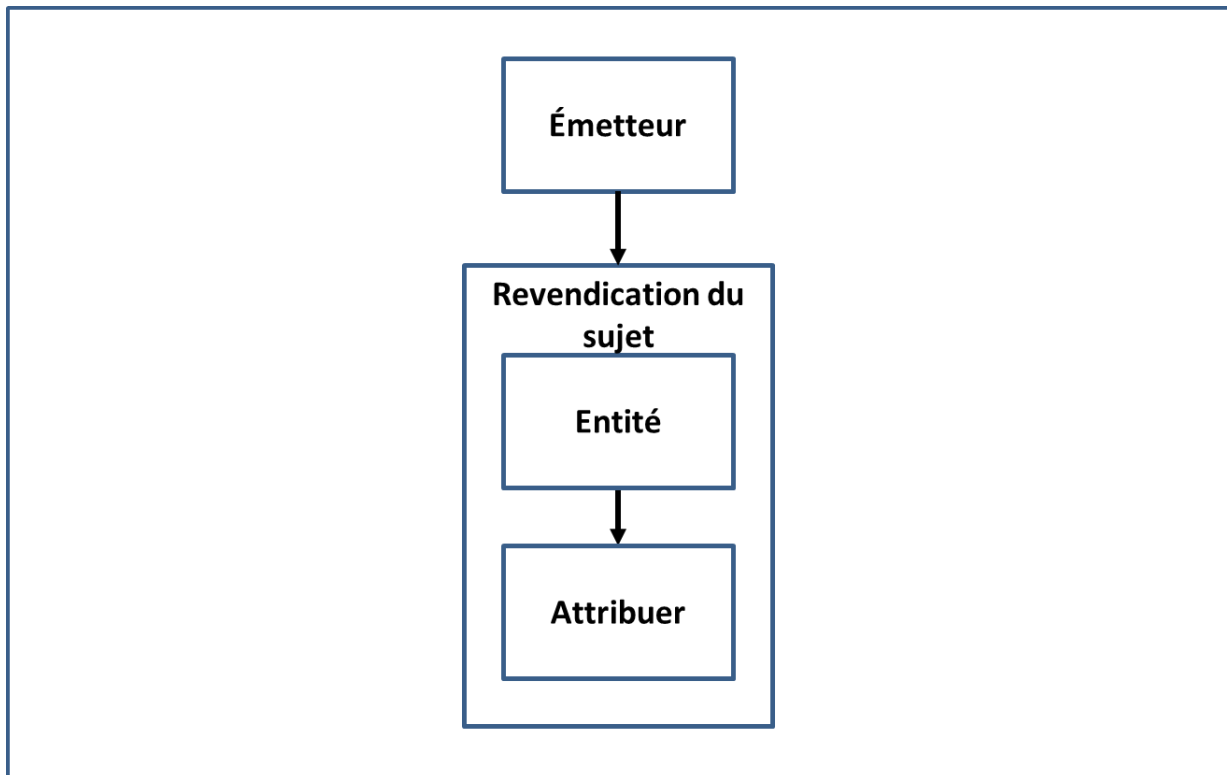 Émetteur
Revendication du
sujet
Entité
Attribuer